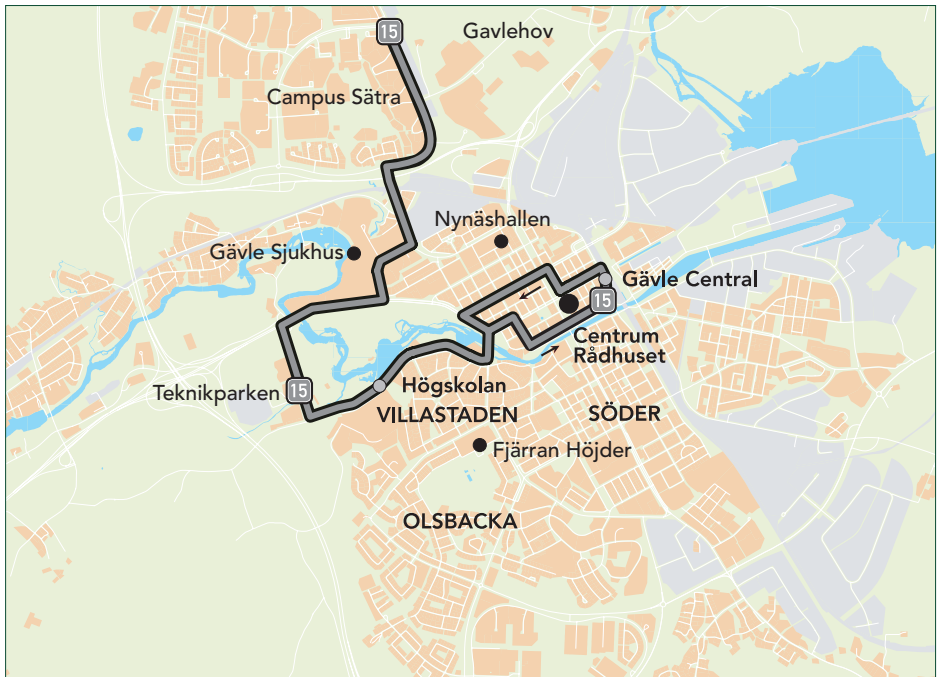 15
Gavlehov
Campus Sätra
Nynäshallen
Gävle Sjukhus
Gävle Central
15
Centrum
Rådhuset
Teknikparken
15
Högskolan
VILLASTADEN
SÖDER
Fjärran Höjder
OLSBACKA